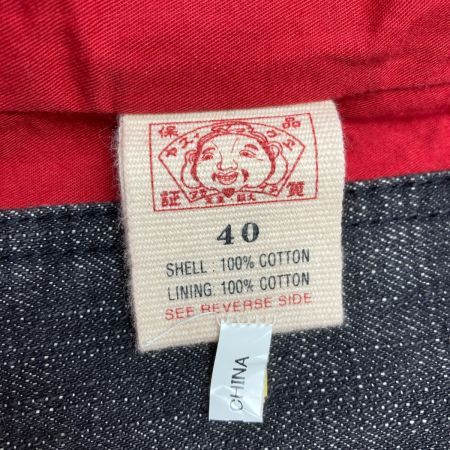 保 品
証 質
40
SHELL : 100% COTTON
LINING: 100% COTTON
SEE REVERSE SIDE
CHINA